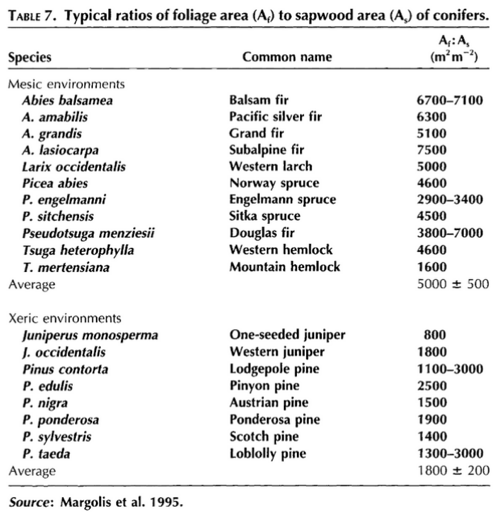 TABLE 7. Typical ratios of foliage area (Af) to sapwood area (As) of conifers.
Species Common name Af:As (m²m⁻²)
Mesic environments
Abies balsamea Balsam fir 6700–7100
A. amabilis Pacific silver fir 6300
A. grandis Grand fir 5100
A. lasiocarpa Subalpine fir 7500
Larix occidentalis Western larch 5000
Picea abies Norway spruce 4600
P. engelmanni Engelmann spruce 2900–3400
P. sitchensis Sitka spruce 4500
Pseudotsuga menziesii Douglas fir 3800–7000
Tsuga heterophylla Western hemlock 4600
T. mertensiana Mountain hemlock 1600
Average 5000 ± 500
Xeric environments
Juniperus monosperma One-seeded juniper 800
J. occidentalis Western juniper 1800
Pinus contorta Lodgepole pine 1100–3000
P. edulis Pinyon pine 2500
P. nigra Austrian pine 1500
P. ponderosa Ponderosa pine 1900
P. sylvestris Scotch pine 1400
P. taeda Loblolly pine 1300–3000
Average 1800 ± 200
Source: Margolis et al. 1995.